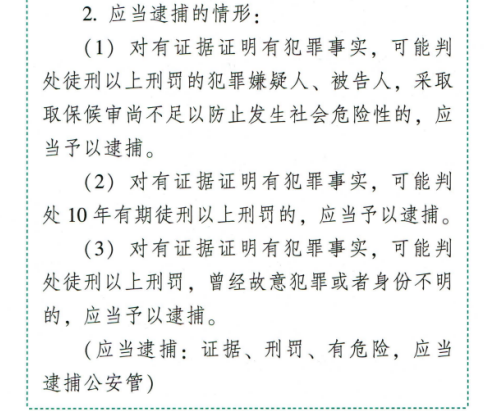 2. 应当逮捕的情形：
（1）对有证据证明有犯罪事实，可能判
处徒刑以上刑罚的犯罪嫌疑人、被告人，采取
取保候审尚不足以防止发生社会危险性的，应
当予以逮捕。
（2）对有证据证明有犯罪事实，可能判
处 10 年有期徒刑以上刑罚的，应当予以逮捕。
（3）对有证据证明有犯罪事实，可能判
处徒刑以上刑罚，曾经故意犯罪或者身份不明
的，应当予以逮捕。
（应当逮捕：证据、刑罚、有危险，应当
逮捕公安管）